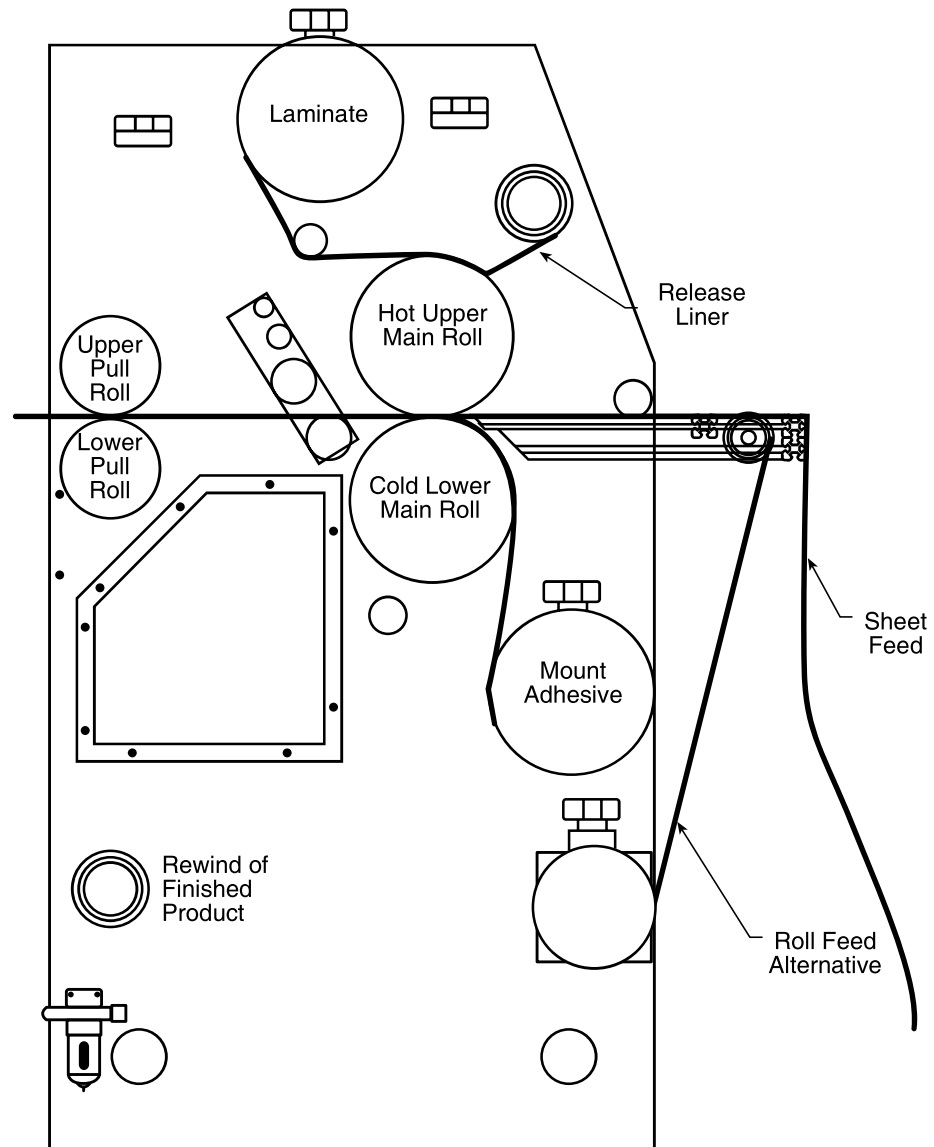 Laminate
Release
Liner
Hot Upper
Main Roll
Upper
Pull
Roll
Lower
Pull
Roll
Cold Lower
Main Roll
Sheet
Feed
Mount
Adhesive
Rewind of
Finished
Product
Roll Feed
Alternative